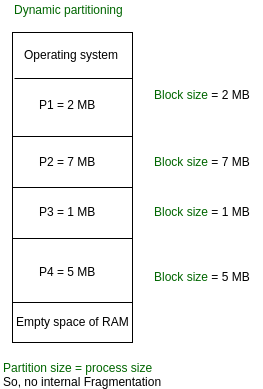 Dynamic partitioning
Operating system
P1 = 2 MB
Block size = 2 MB
P2 = 7 MB
Block size = 7 MB
P3 = 1 MB
Block size = 1 MB
P4 = 5 MB
Block size = 5 MB
Empty space of RAM
Partition size = process size
So, no internal Fragmentation